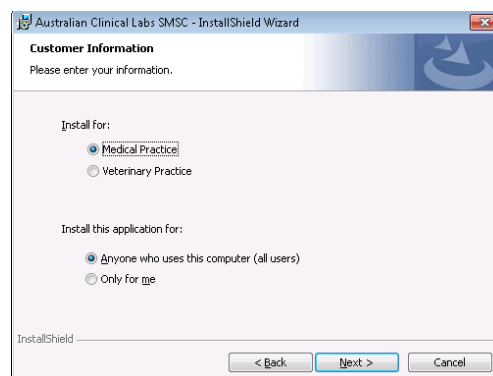 Australian Clinical Labs SMSC - InstallShield Wizard
Customer Information
Please enter your information.
Install for:
Medical Practice
Veterinary Practice
Install this application for:
Anyone who uses this computer (all users)
Only for me
InstallShield
< Back Next > Cancel